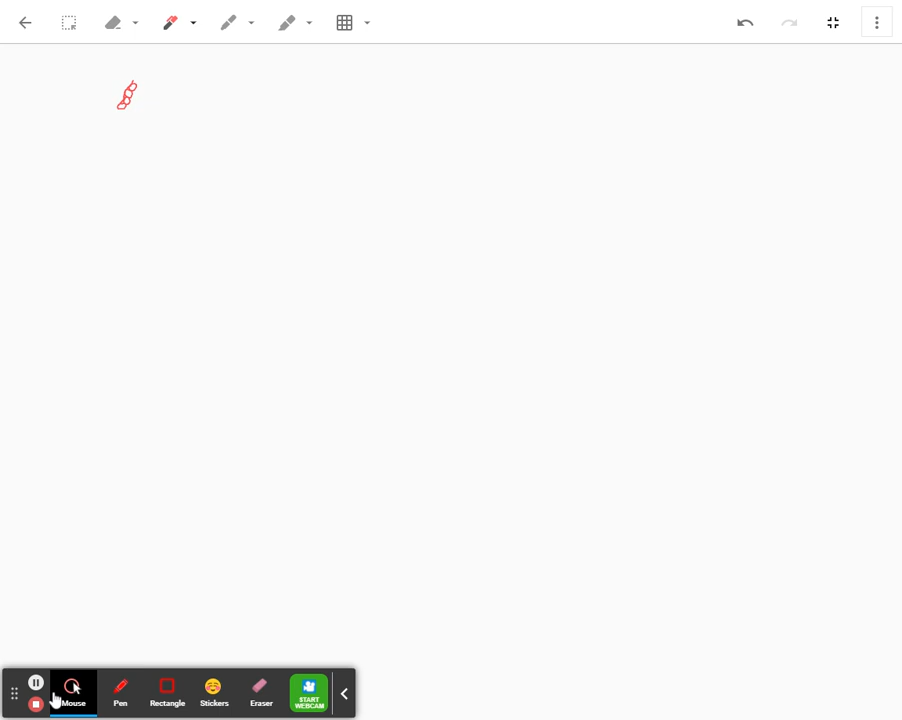 Mouse
Pen
Rectangle
Stickers
Eraser
START
WEBCAM